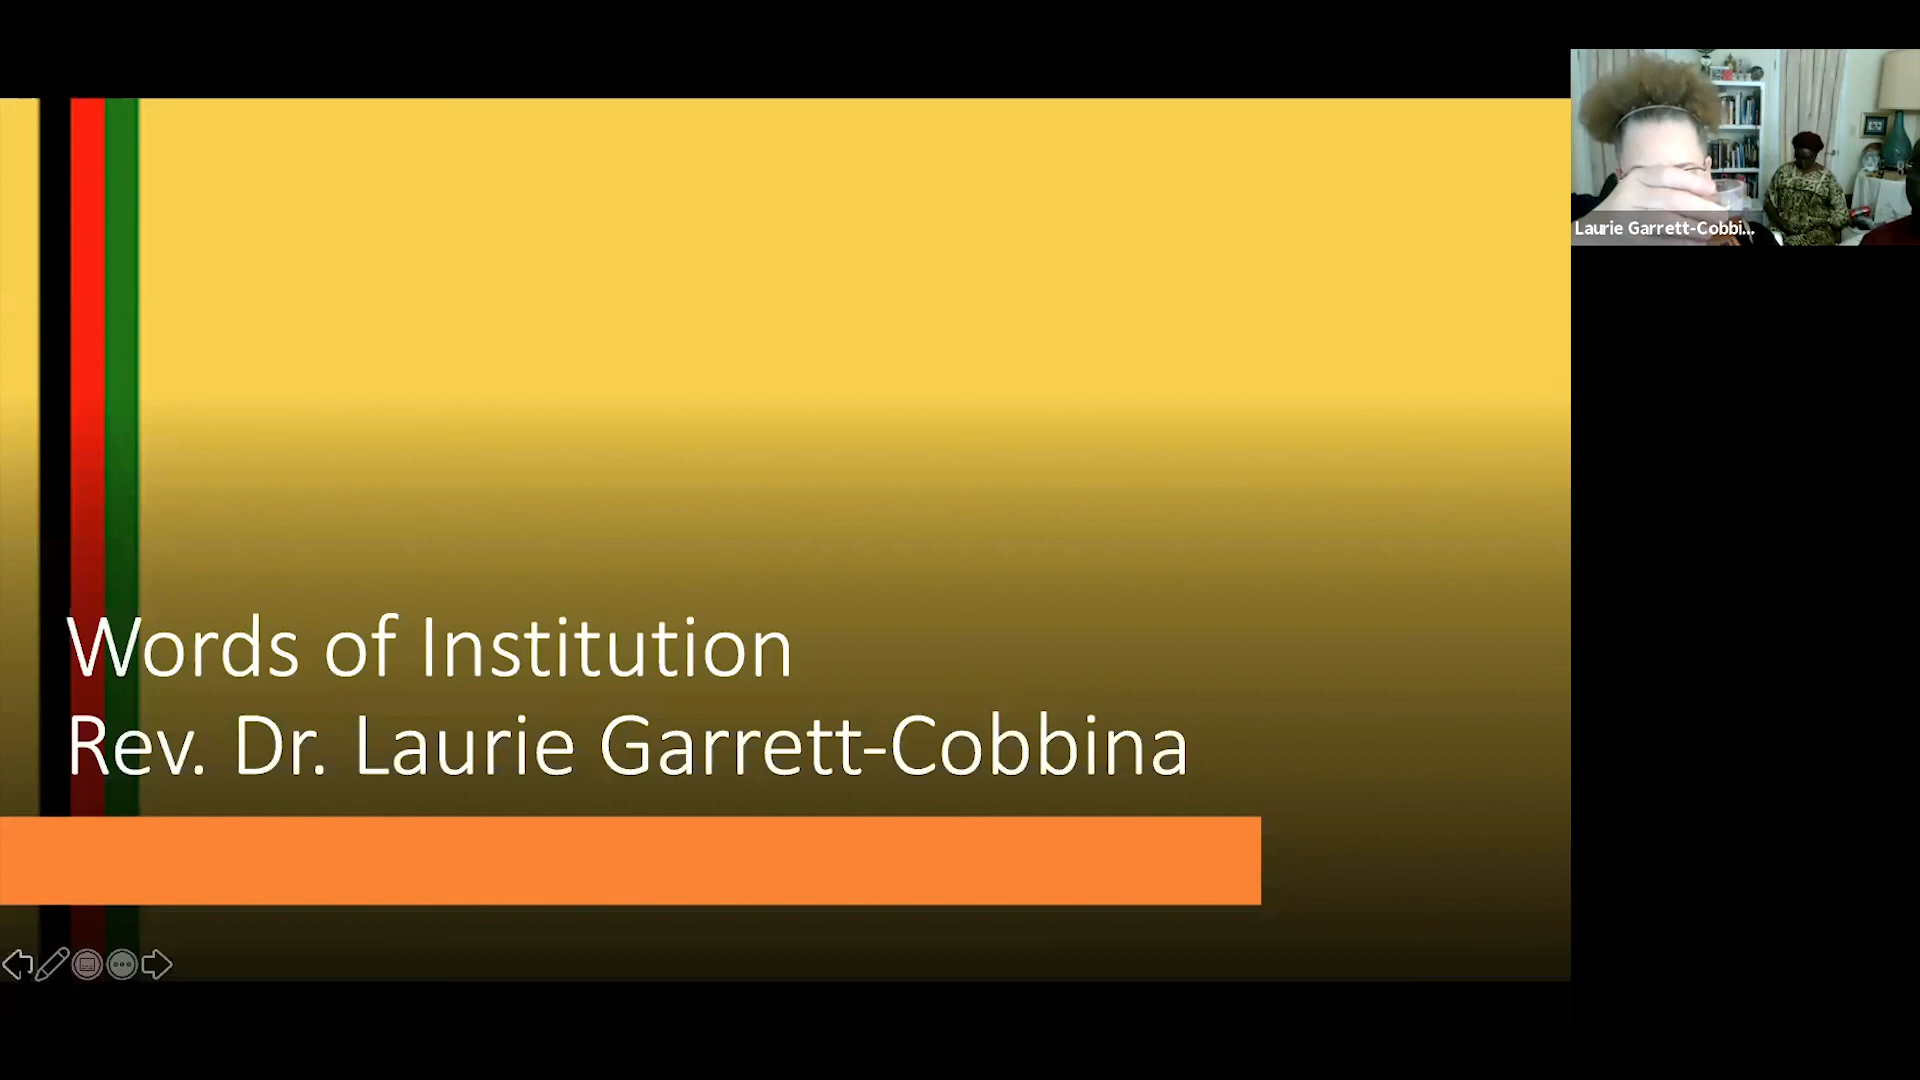 Words of Institution
Rev. Dr. Laurie Garrett-Cobbina
Laurie Garrett-Cobbi...